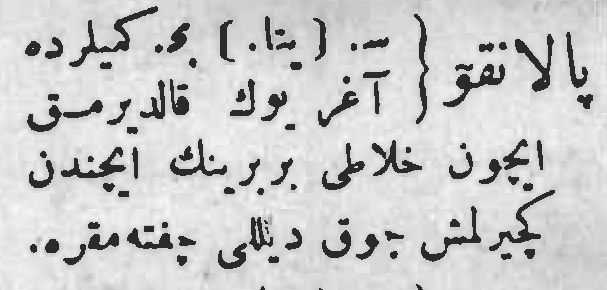 پالانقو { س. (يتا.) بح. كميلرده
آغر يوك قالديرمق
ايچون خلاطى بربرينك ايچندن
كچيرلمش چوق ديللى چفته مقره.